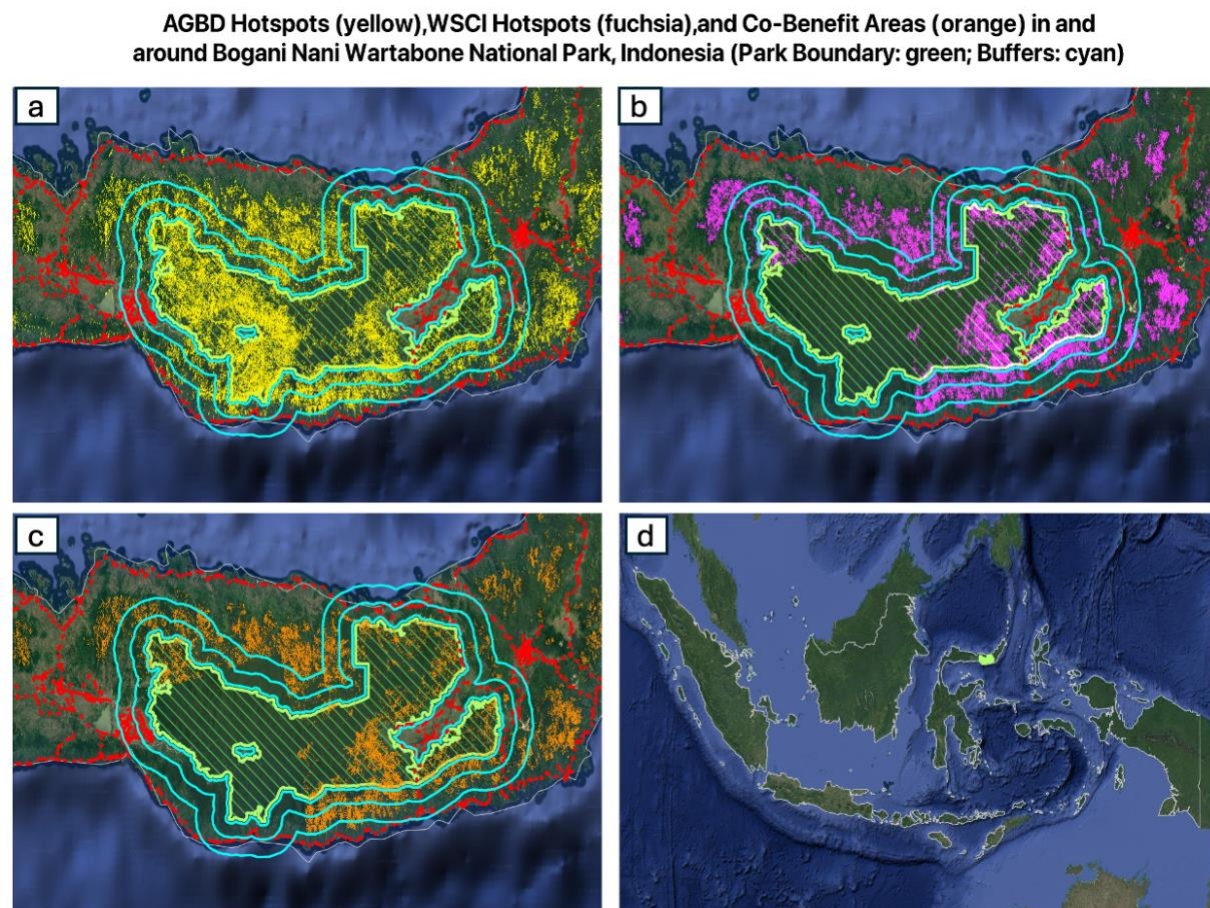 AGBD Hotspots (yellow),WSCI Hotspots (fuchsia),and Co-Benefit Areas (orange) in and
around Bogani Nani Wartabone National Park, Indonesia (Park Boundary: green; Buffers: cyan)
a
b
c
d